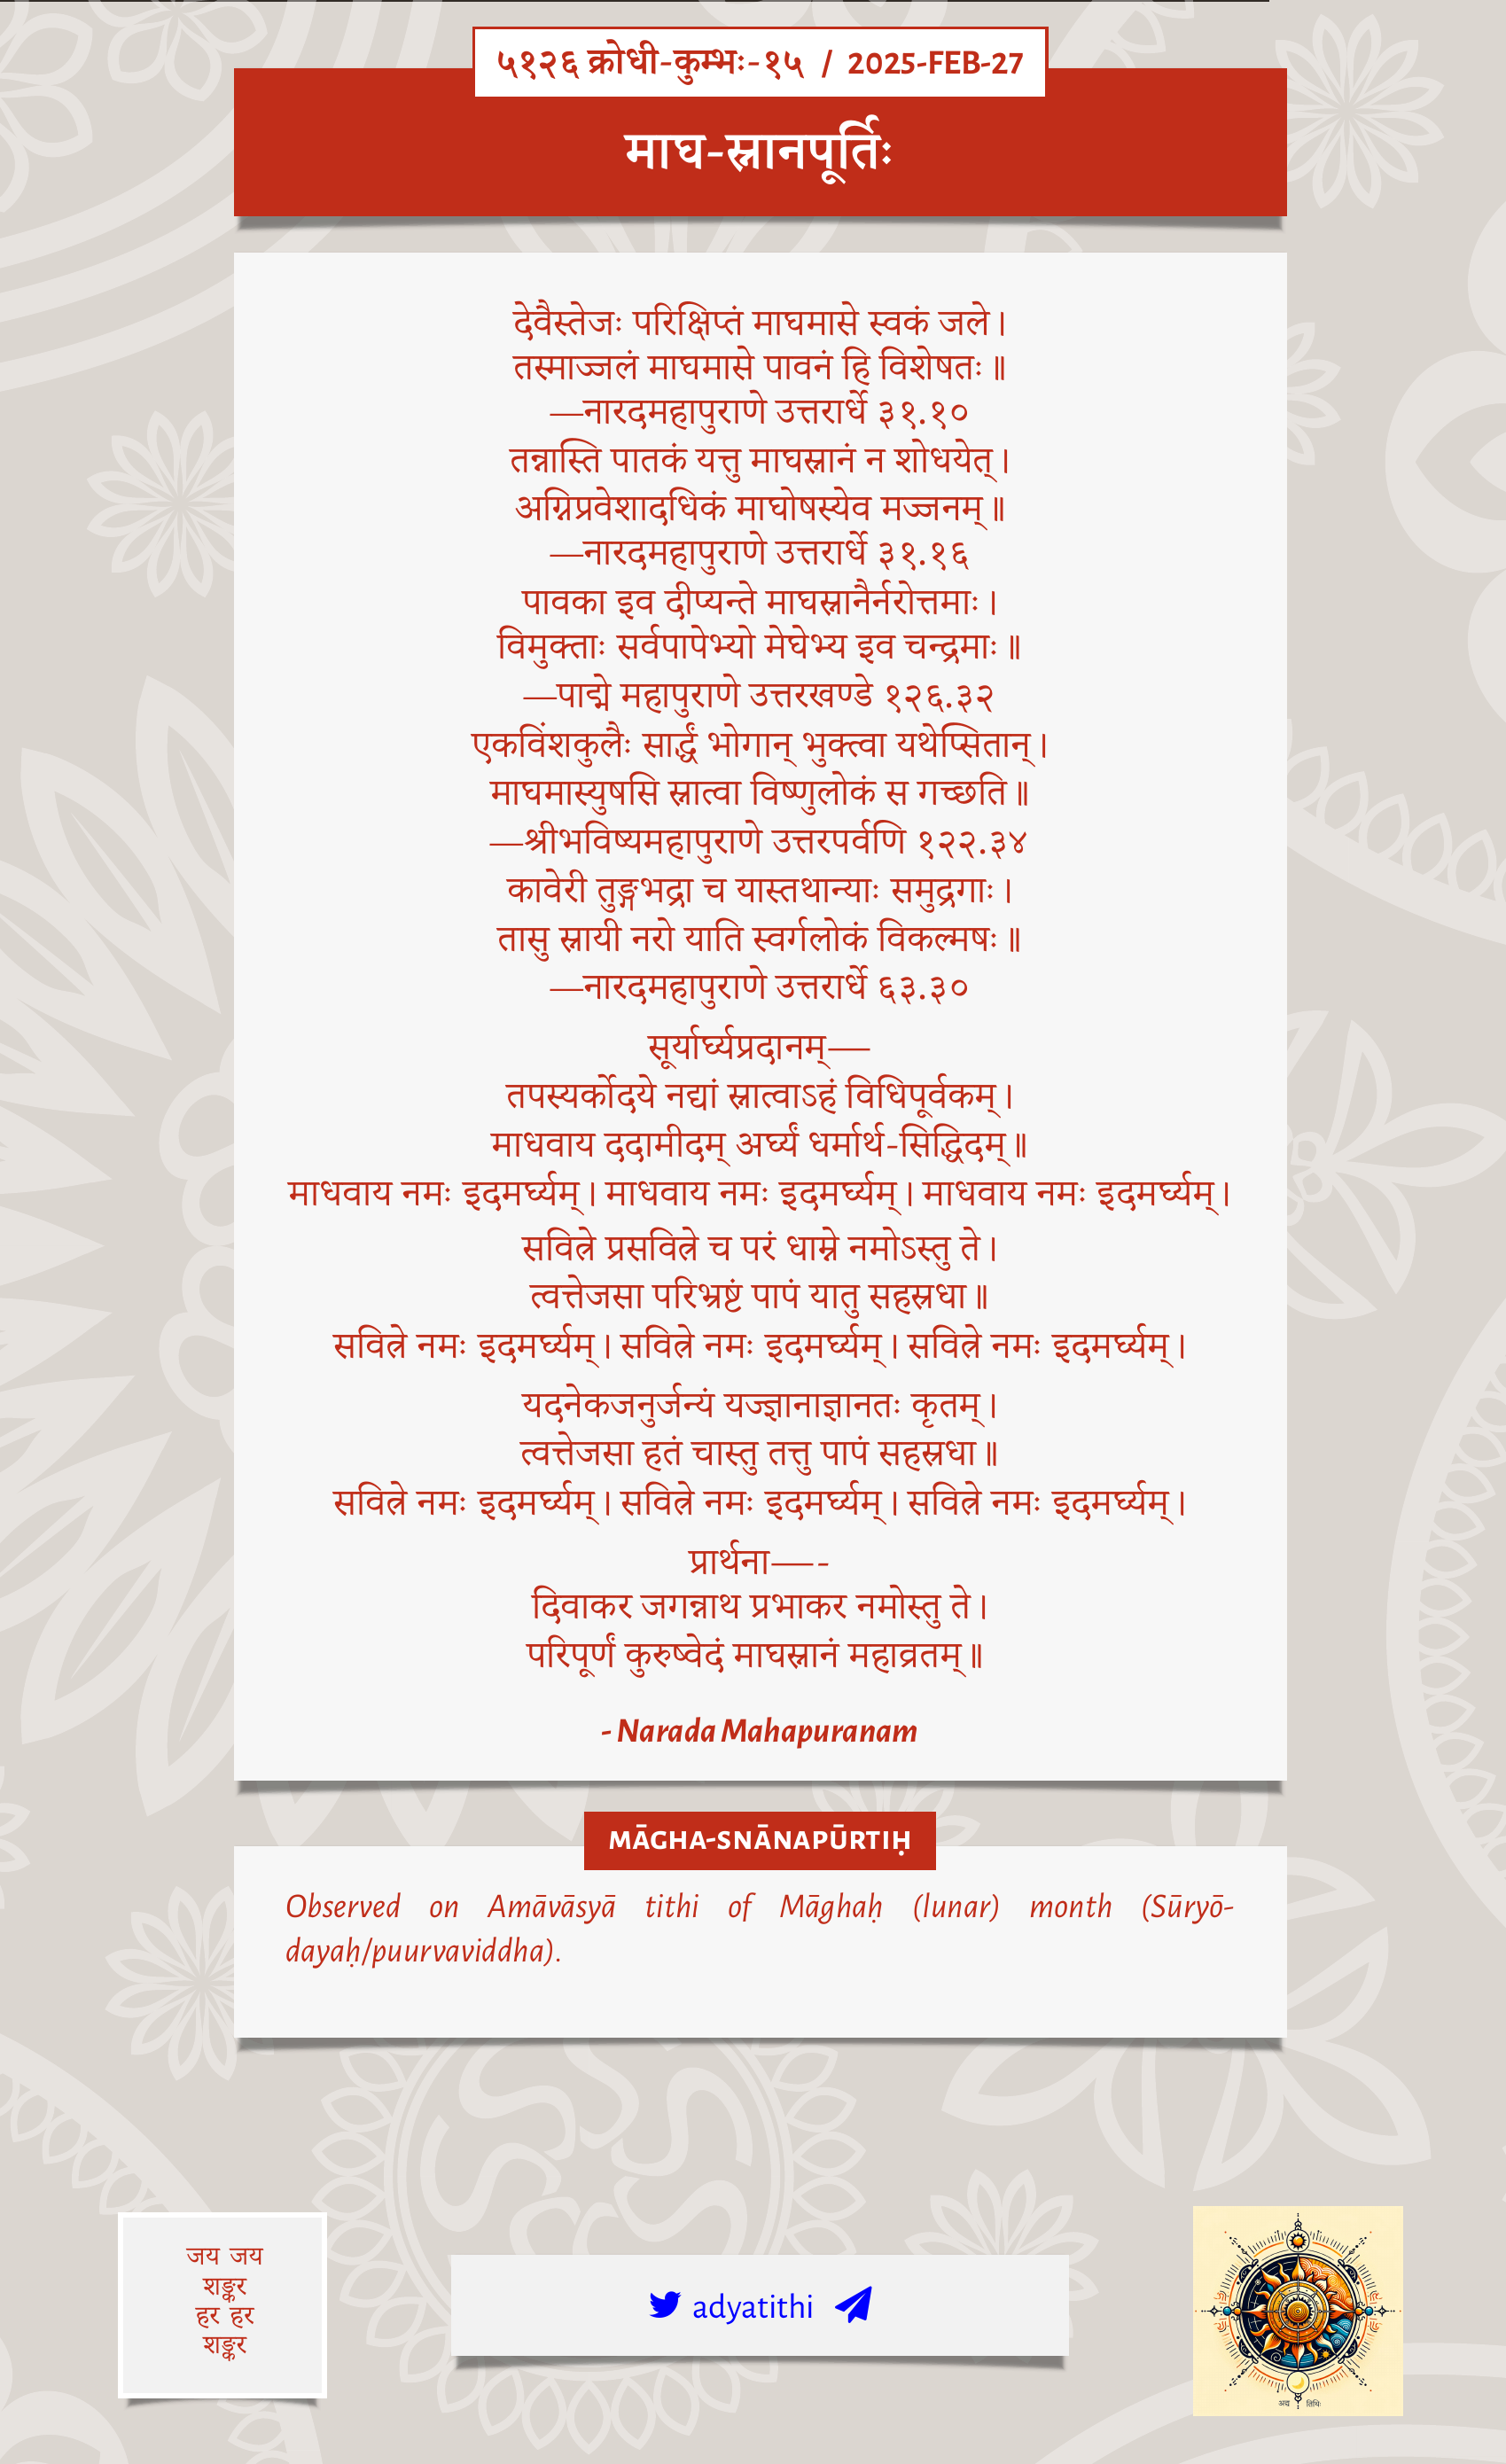 ५१२६ क्रोधी-कुम्भः-१५ / 2025-FEB-27
माघ-स्नानपूर्तिः
देवैस्तेजः परिक्षिप्तं माघमासे स्वकं जले।
तस्माज्जलं माघमासे पावनं हि विशेषतः॥
—नारदमहापुराणे उत्तरार्धे ३१.१०
तन्नास्ति पातकं यत्तु माघस्नानं न शोधयेत्।
अग्निप्रवेशादधिकं माघोषस्येव मज्जनम्॥
—नारदमहापुराणे उत्तरार्धे ३१.१६
पावका इव दीप्यन्ते माघस्नानैर्नरोत्तमाः।
विमुक्ताः सर्वपापेभ्यो मेघेभ्य इव चन्द्रमाः॥
—पाद्मे महापुराणे उत्तरखण्डे १२६.३२
एकविंशकुलैः सार्द्धं भोगान् भुक्त्वा यथेप्सितान्।
माघमास्युषसि स्नात्वा विष्णुलोकं स गच्छति॥
—श्रीभविष्यमहापुराणे उत्तरपर्वणि १२२.३४
कावेरी तुङ्गभद्रा च यास्तथान्याः समुद्रगाः।
तासु स्नायी नरो याति स्वर्गलोकं विकल्मषः॥
—नारदमहापुराणे उत्तरार्धे ६३.३०
सूर्यार्घ्यप्रदानम्—
तपस्यर्कोदये नद्यां स्नात्वाऽहं विधिपूर्वकम्।
माधवाय ददामीदम् अर्घ्यं धर्मार्थ-सिद्धिदम्॥
माधवाय नमः इदमर्घ्यम्। माधवाय नमः इदमर्घ्यम्। माधवाय नमः इदमर्घ्यम्।
सवित्रे प्रसवित्रे च परं धाम्ने नमोऽस्तु ते।
त्वत्तेजसा परिभ्रष्टं पापं यातु सहस्रधा॥
सवित्रे नमः इदमर्घ्यम्। सवित्रे नमः इदमर्घ्यम्। सवित्रे नमः इदमर्घ्यम्।
यदनेकजनुर्जन्यं यज्ज्ञानाज्ञानतः कृतम्।
त्वत्तेजसा हतं चास्तु तत्तु पापं सहस्रधा॥
सवित्रे नमः इदमर्घ्यम्। सवित्रे नमः इदमर्घ्यम्। सवित्रे नमः इदमर्घ्यम्।
प्रार्थना—-
दिवाकर जगन्नाथ प्रभाकर नमोस्तु ते।
परिपूर्णं कुरुष्वेदं माघस्नानं महाव्रतम्॥
- Narada Mahapuranam
MĀGHA-SNĀNAPŪRTIḤ
Observed on Amāvāsyā tithi of Māghaḥ (lunar) month (Sūryō-
dayaḥ/puurvaviddha).
जय जय
शङ्कर
हर हर
शङ्कर
adyatithi
अद्य तिथिः